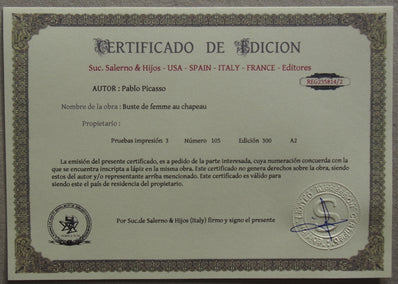 CERTIFICADO DE EDICION
Suc. Salerno & Hijos - USA - SPAIN - ITALY - FRANCE - Editores
REG235814/2
AUTOR : Pablo Picasso
Nombre de la obra : Buste de femme au chapeau
Propietario :
Pruebas impresión 3 Número 105 Edición 300 A2
La emisión del presente certificado, es a pedido de la parte interesada, cuya numeración concuerda con la
que se encuentra inscripta a lápiz en la misma obra. Este certificado no genera derechos sobre la obra, siendo
estos del autor y/o representante arriba mencionado. Este certificado es válido para
siendo este el país de residencia del propietario.
Por Suc.de Salerno & Hijos (Italy) firmo y signo el presente